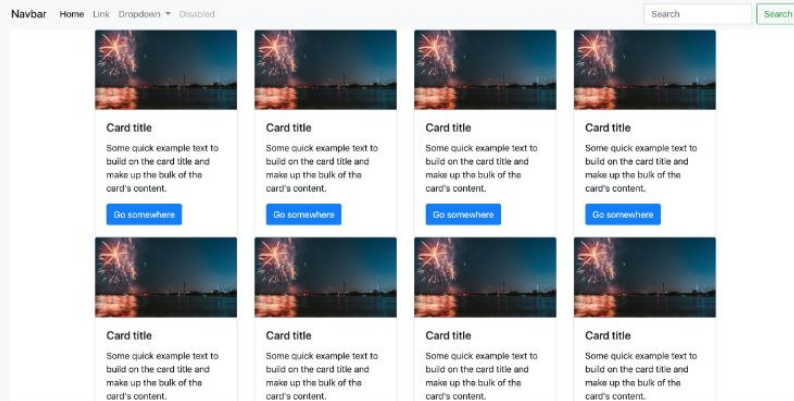 Navbar Home Link Dropdown Disabled Search Search
Card title Card title Card title Card title
Some quick example text to Some quick example text to Some quick example text to Some quick example text to
build on the card title and build on the card title and build on the card title and build on the card title and
make up the bulk of the make up the bulk of the make up the bulk of the make up the bulk of the
card's content. card's content. card's content. card's content.
Go somewhere Go somewhere Go somewhere Go somewhere
Card title Card title Card title Card title
Some quick example text to Some quick example text to Some quick example text to Some quick example text to
build on the card title and build on the card title and build on the card title and build on the card title and
make up the bulk of the make up the bulk of the make up the bulk of the make up the bulk of the
card's content. card's content. card's content. card's content.